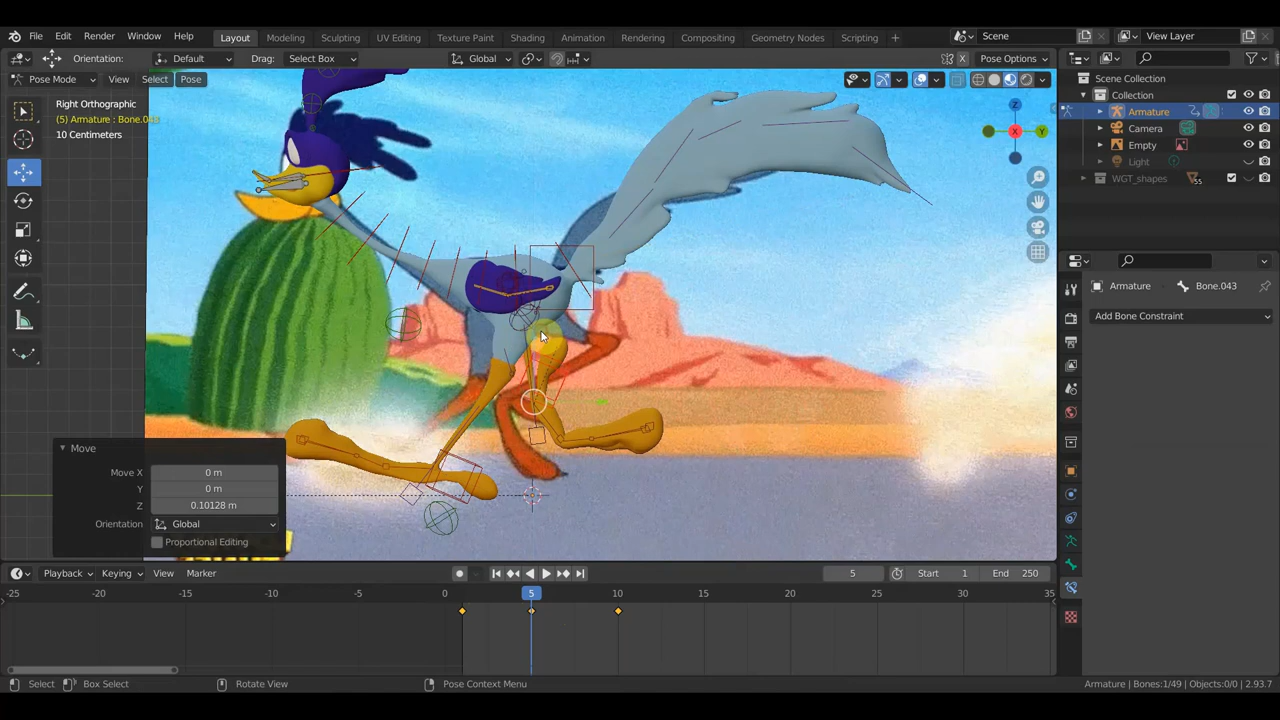 File Edit Render Window Help Layout Modeling Sculpting UV Editing Texture Paint Shading Animation Rendering Compositing Geometry Nodes Scripting + Scene View Layer
Orientation: Default Drag: Select Box Global X Pose Options
Pose Mode View Select Pose
Scene Collection
Right Orthographic
Collection
(5) Armature : Bone.043
Armature
10 Centimeters
Camera
Empty
Light
WGT_shapes 55
Z
X
Y
Armature > Bone.043
Add Bone Constraint
Move
Move X 0 m
Y 0 m
Z 0.10128 m
Orientation Global
Proportional Editing
Playback Keying View Marker 5 Start 1 End 250
-25 -20 -15 -10 -5 0 5 10 15 20 25 30 35
Select Box Select Rotate View Pose Context Menu Armature | Bones:1/49 | Objects:0/0 | 2.93.7